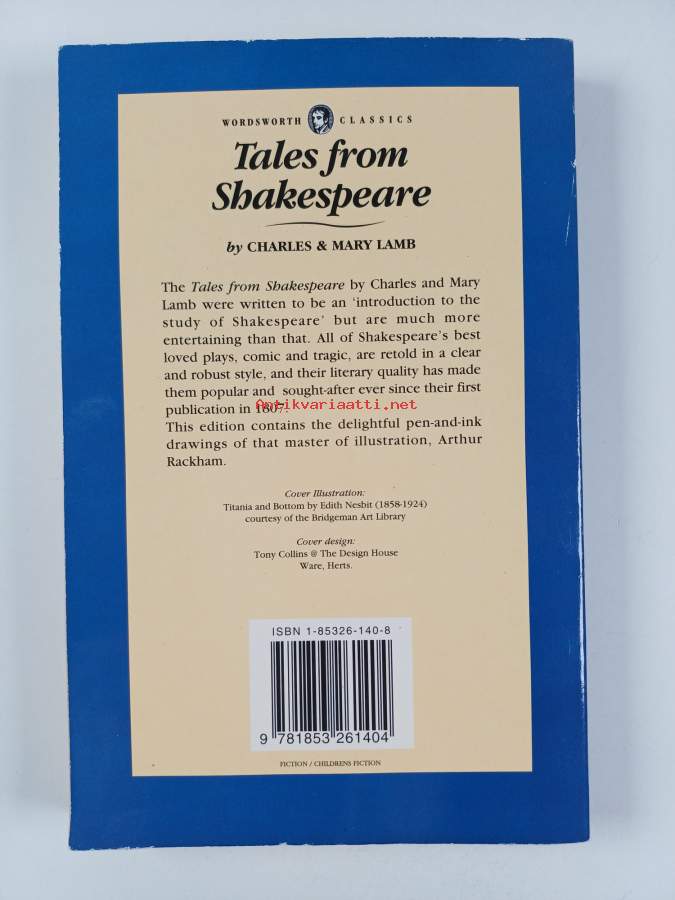 WORDSWORTH CLASSICS
Tales from
Shakespeare
by CHARLES & MARY LAMB
The Tales from Shakespeare by Charles and Mary
Lamb were written to be an ‘introduction to the
study of Shakespeare’ but are much more
entertaining than that. All of Shakespeare’s best
loved plays, comic and tragic, are retold in a clear
and robust style, and their literary quality has made
them popular and sought-after ever since their first
Antikvariaatti.net
publication in 1807.
This edition contains the delightful pen-and-ink
drawings of that master of illustration, Arthur
Rackham.
Cover Illustration:
Titania and Bottom by Edith Nesbit (1858-1924)
courtesy of the Bridgeman Art Library
Cover design:
Tony Collins @ The Design House
Ware, Herts.
ISBN 1-85326-140-8
9 781853 261404
FICTION / CHILDRENS FICTION